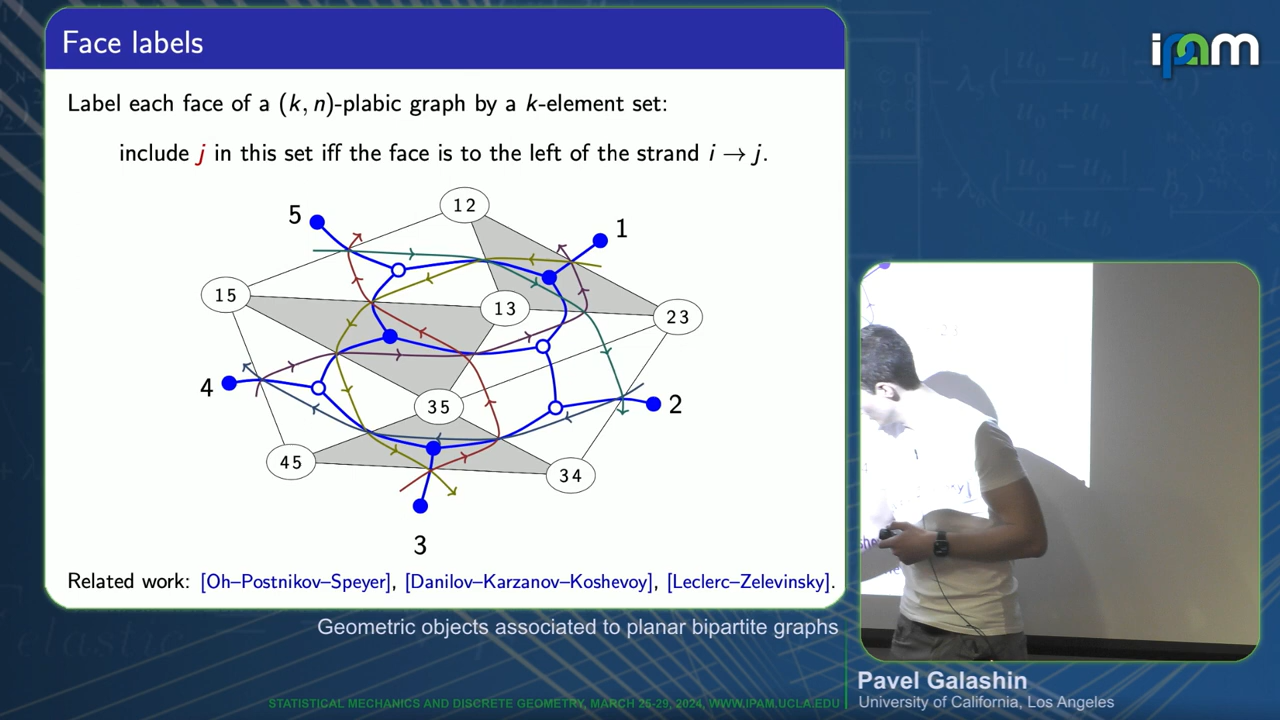 Face labels
ipam
Label each face of a (k, n)-plabic graph by a k-element set:
include j in this set iff the face is to the left of the strand i → j.
12
5
1
15
13
23
4
35
2
45
34
3
Related work: [Oh–Postnikov–Speyer], [Danilov–Karzanov–Koshevoy], [Leclerc–Zelevinsky].
Geometric objects associated to planar bipartite graphs
Pavel Galashin
University of California, Los Angeles
STATISTICAL MECHANICS AND DISCRETE GEOMETRY, MARCH 25-29, 2024, WWW.IPAM.UCLA.EDU